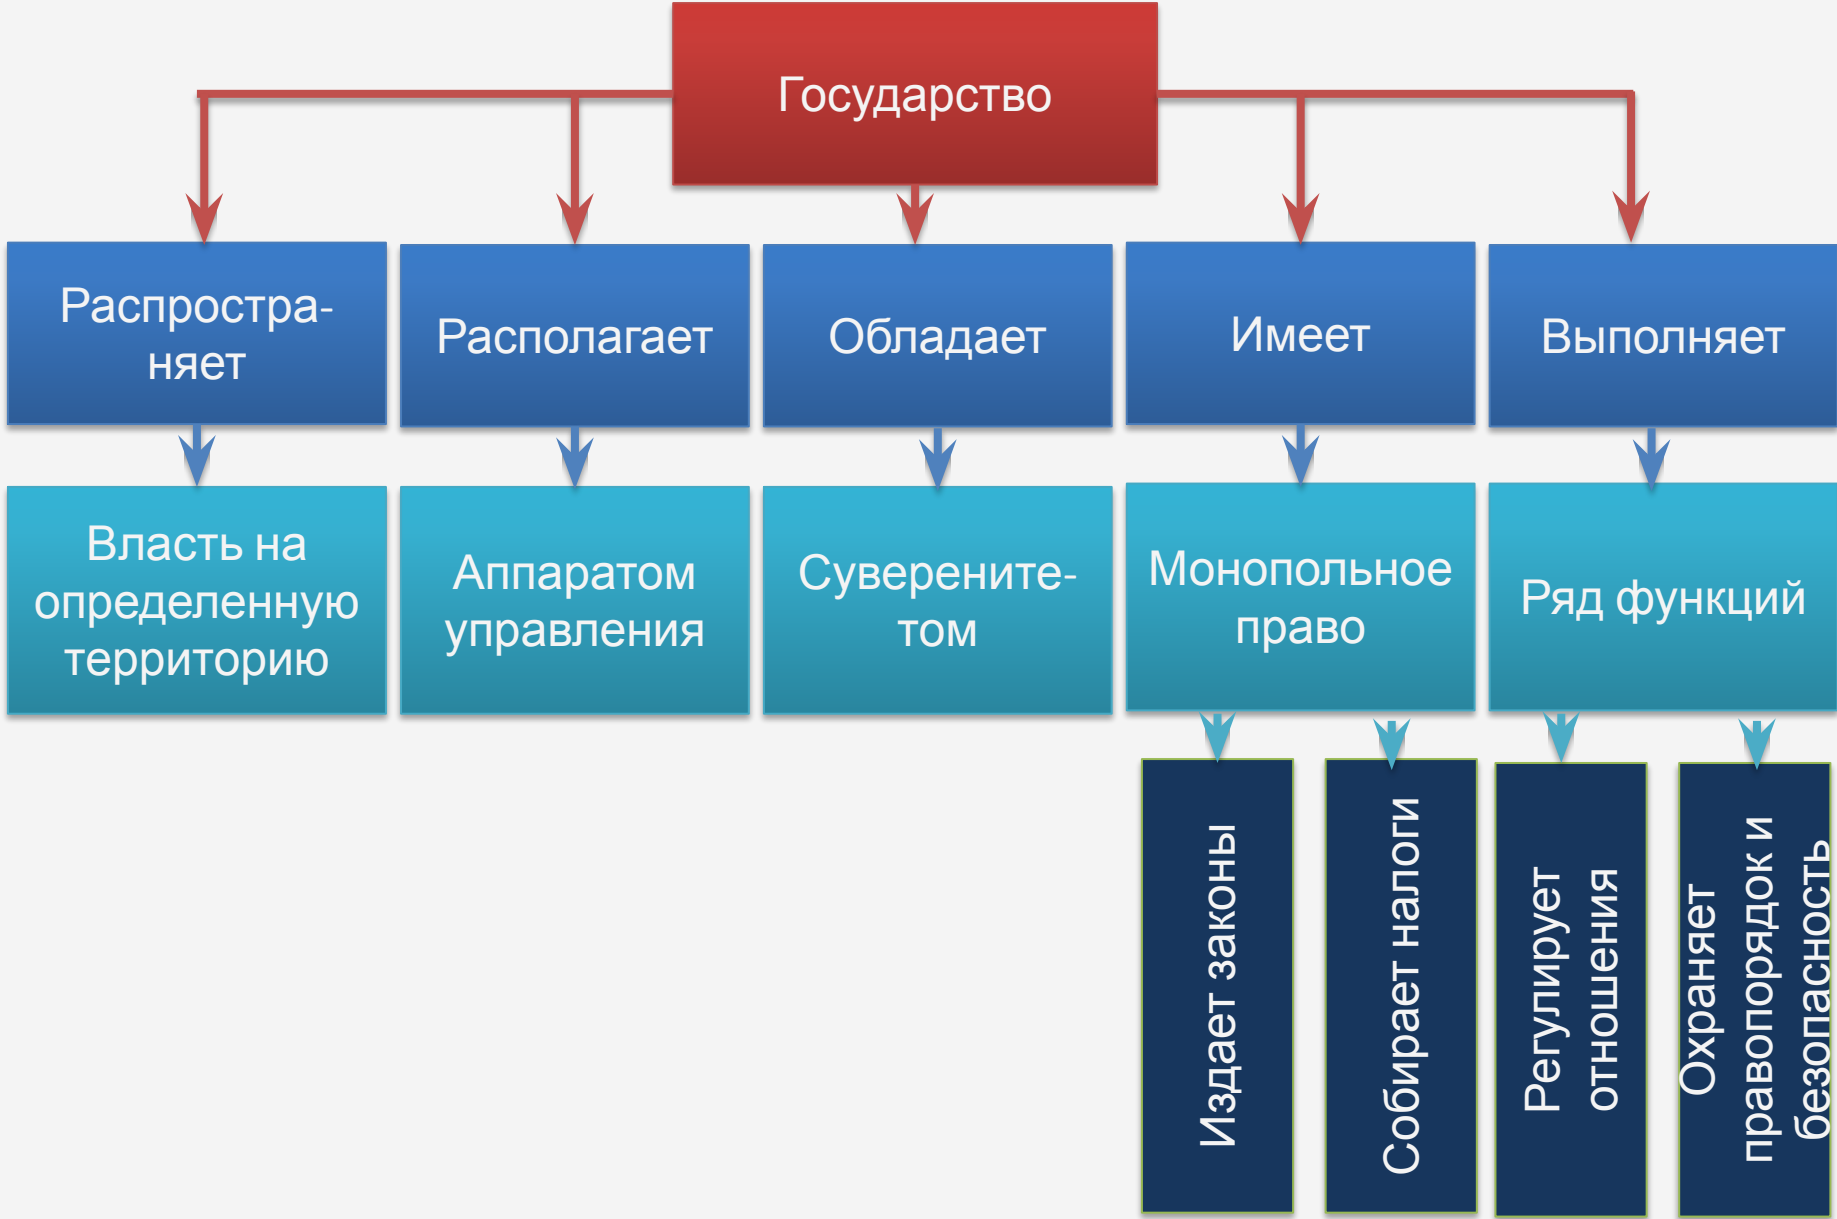 Государство
Распростра-
няет
Располагает
Обладает
Имеет
Выполняет
Власть на
определенную
территорию
Аппаратом
управления
Суверените-
том
Монопольное
право
Ряд функций
Издает законы
Собирает налоги
Регулирует
отношения
Охраняет
правопорядок и
безопасность